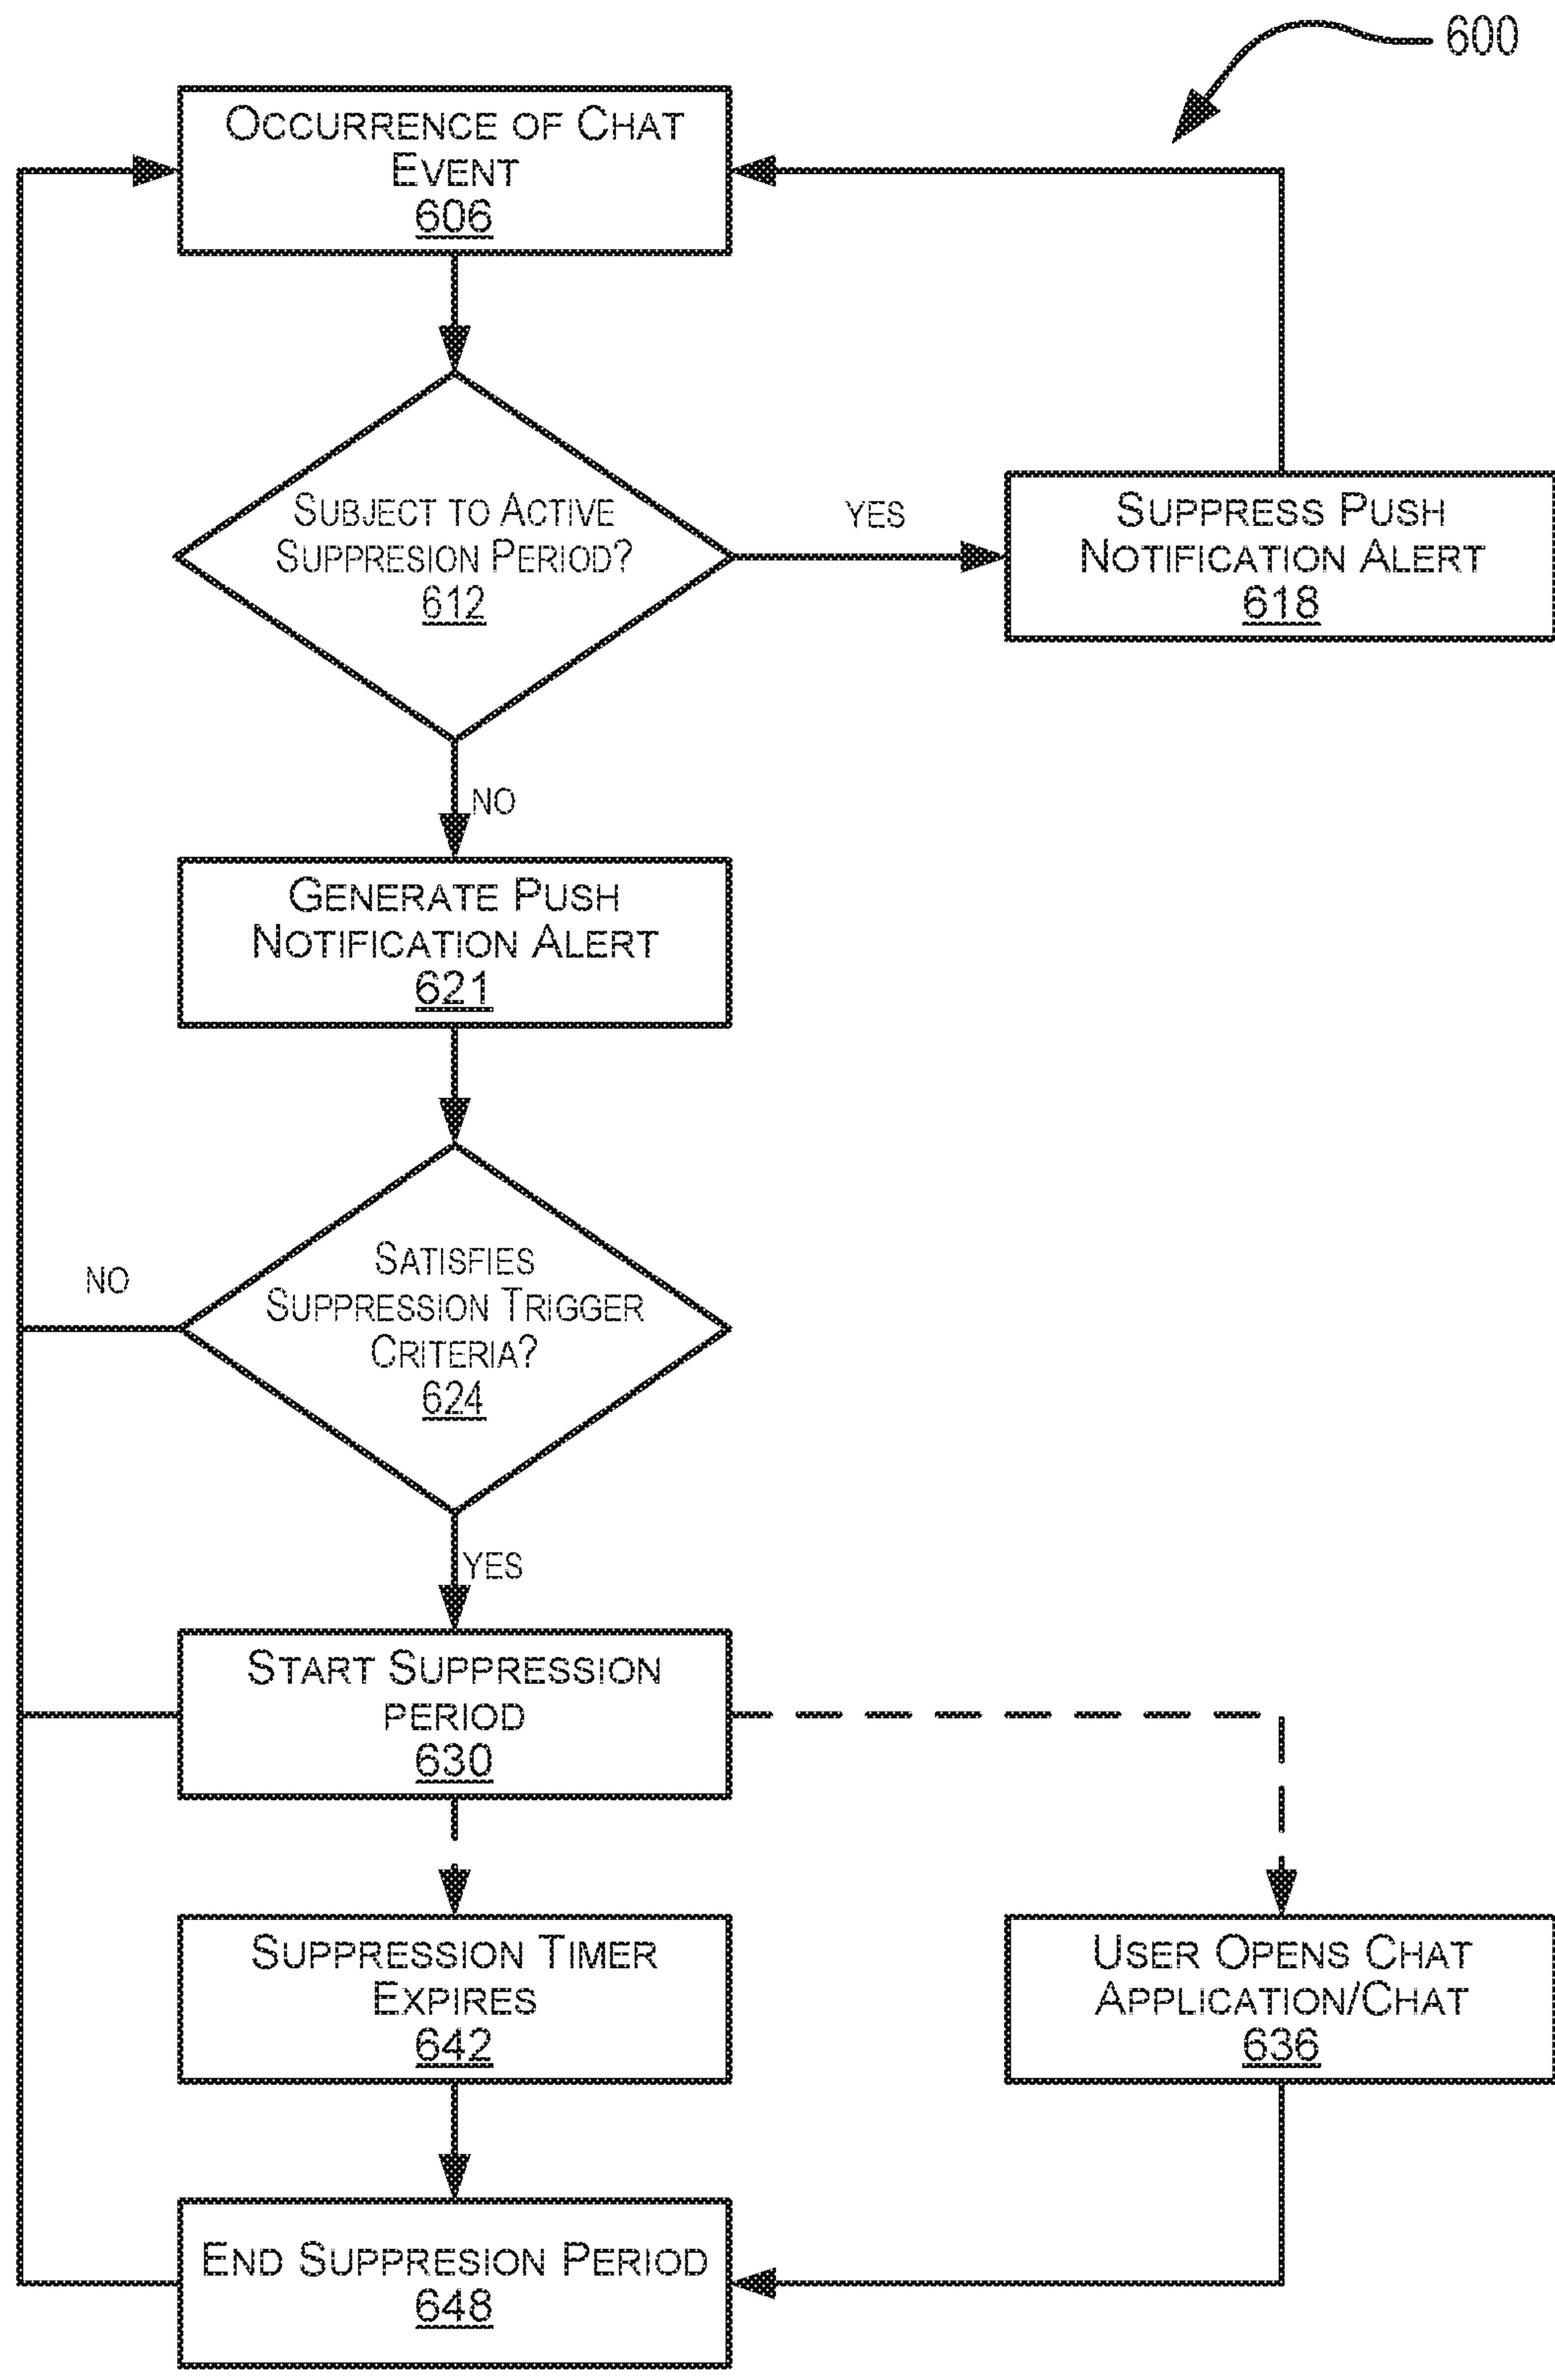 600
OCCURRENCE OF CHAT
EVENT
606
SUBJECT TO ACTIVE
SUPPRESION PERIOD?
612
YES
SUPPRESS PUSH
NOTIFICATION ALERT
618
NO
GENERATE PUSH
NOTIFICATION ALERT
621
SATISFIES
SUPPRESSION TRIGGER
CRITERIA?
624
NO
YES
START SUPPRESSION
PERIOD
630
SUPPRESSION TIMER
EXPIRES
642
USER OPENS CHAT
APPLICATION/CHAT
636
END SUPPRESION PERIOD
648